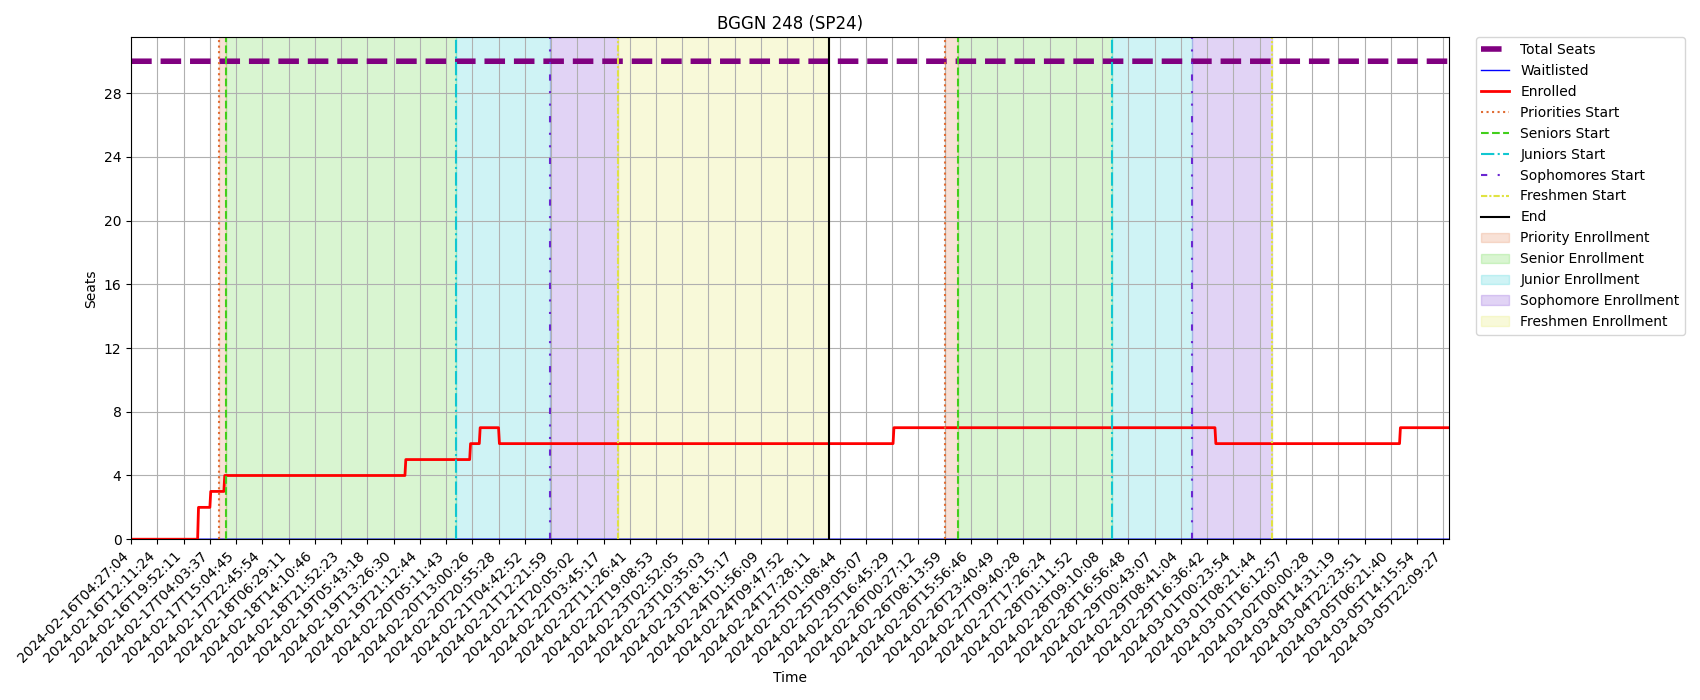 BGGN 248 (SP24)
Total Seats
Waitlisted
Enrolled
Priorities Start
Seniors Start
Juniors Start
Sophomores Start
Freshmen Start
End
Priority Enrollment
Senior Enrollment
Junior Enrollment
Sophomore Enrollment
Freshmen Enrollment
Seats
28
24
20
16
12
8
4
0
2024-02-16T04:27:04
2024-02-16T12:11:24
2024-02-16T19:52:11
2024-02-17T04:03:37
2024-02-17T15:04:45
2024-02-17T22:45:54
2024-02-18T06:29:11
2024-02-18T14:10:46
2024-02-18T21:52:23
2024-02-19T05:43:18
2024-02-19T13:26:30
2024-02-19T21:12:44
2024-02-20T05:11:43
2024-02-20T13:00:26
2024-02-20T20:55:28
2024-02-21T04:42:52
2024-02-21T12:21:59
2024-02-21T20:05:02
2024-02-22T03:45:17
2024-02-22T11:26:41
2024-02-22T19:08:53
2024-02-23T02:52:05
2024-02-23T10:35:03
2024-02-23T18:15:17
2024-02-24T01:56:09
2024-02-24T09:47:52
2024-02-24T17:28:11
2024-02-25T01:08:44
2024-02-25T09:05:07
2024-02-25T16:45:29
2024-02-26T00:27:12
2024-02-26T08:13:59
2024-02-26T15:56:46
2024-02-26T23:40:49
2024-02-27T09:40:28
2024-02-27T17:26:24
2024-02-28T01:11:52
2024-02-28T09:10:08
2024-02-28T16:56:48
2024-02-29T00:43:07
2024-02-29T08:41:04
2024-02-29T16:36:42
2024-03-01T00:23:54
2024-03-01T08:21:44
2024-03-01T16:12:57
2024-03-02T00:00:28
2024-03-04T14:31:19
2024-03-04T22:23:51
2024-03-05T06:21:40
2024-03-05T14:15:54
2024-03-05T22:09:27
Time